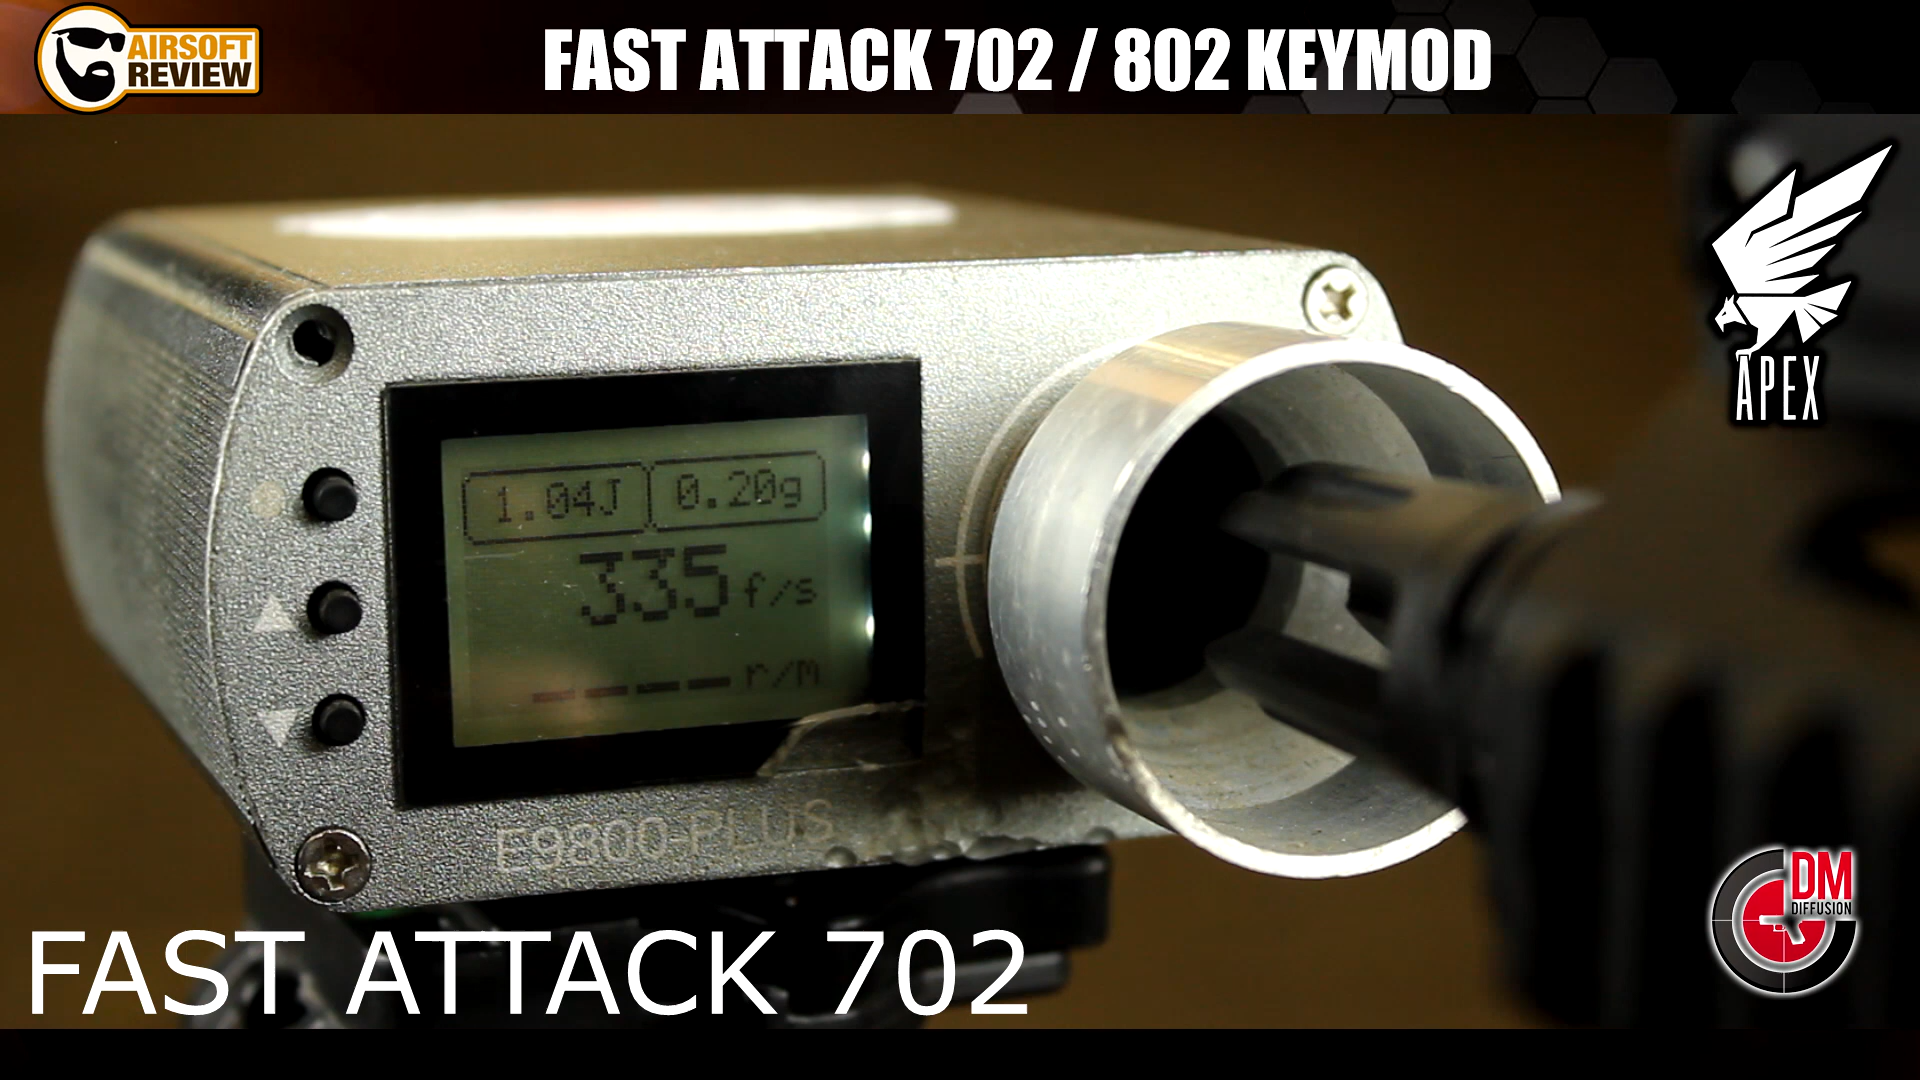 AIRSOFT
REVIEW
FAST ATTACK 702 / 802 KEYMOD
APEX
1.04J 0.20g
335 f/s
---- r/m
E9800-PLUS
DM
DIFFUSION
FAST ATTACK 702